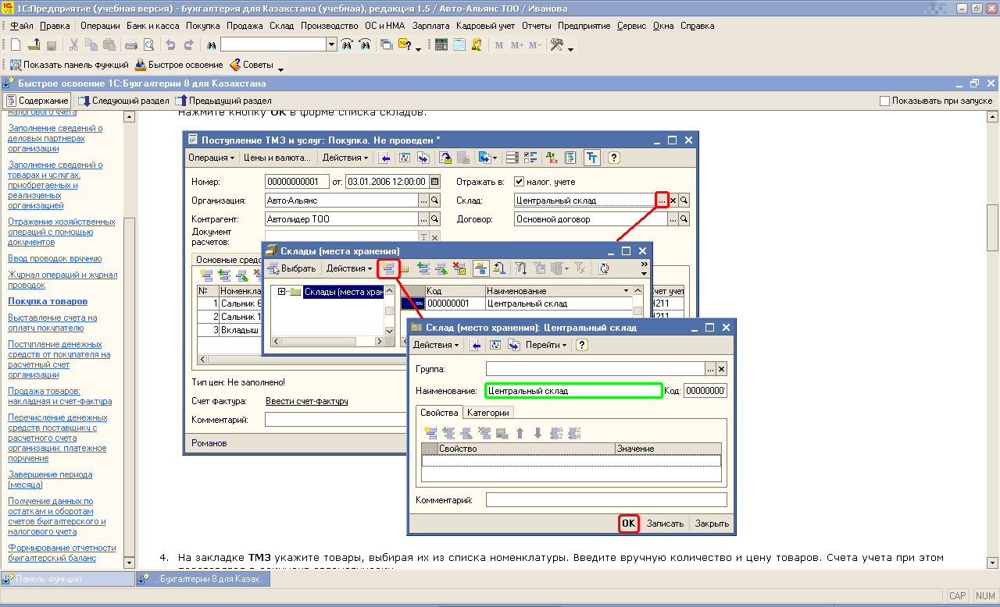 1С:Предприятие (учебная версия) - Бухгалтерия для Казахстана (учебная), редакция 1.5 / Авто-Альянс ТОО / Иванова
Файл Правка Операции Банк и касса Покупка Продажа Склад Производство ОС и НМА Зарплата Кадровый учет Отчеты Предприятие Сервис Окна Справка
M M+ M-
Показать панель функций Быстрое освоение Советы
Быстрое освоение 1С:Бухгалтерии 8 для Казахстана
Содержание Следующий раздел Предыдущий раздел Показывать при запуске
налогового учета
Заполнение сведений о
деловых партнерах
организации
Заполнение сведений о
товарах и услугах,
приобретаемых и
реализуемых
организацией
Отражение хозяйственных
операций с помощью
документов
Ввод проводок вручную
Журнал операций и журнал
проводок
Покупка товаров
Выставление счета на
оплату покупателю
Поступление денежных
средств от покупателя на
расчетный счет
организации
Продажа товаров:
накладная и счет-фактура
Перечисление денежных
средств поставщику с
расчетного счета
организации: платежное
поручение
Завершение периода
(месяца)
Получение данных по
остаткам и оборотам
счетов бухгалтерского и
налогового учета
Формирование отчетности
бухгалтерский баланс
Нажмите кнопку OK в форме списка складов.
Поступление ТМЗ и услуг: Покупка. Не проведен *
Операция Цены и валюта... Действия Дт Кт
Номер: 00000000001 от: 03.01.2006 12:00:00 Отражать в: налог. учете
Организация: Авто-Альянс Склад: Центральный склад
Контрагент: Автолидер ТОО Договор: Основной договор
Документ
расчетов:
Основные средс
№ Номенкла Счет учет
1 Сальник
2 Сальник 1
3 Вкладыш
Тип цен: Не заполнено!
Счет фактура: Ввести счет-фактуру
Комментарий:
Романов
Склады (места хранения)
Выбрать Действия
Склады (места хран
Код Наименование
000000001 Центральный склад
Склад (место хранения): Центральный склад
Действия Перейти
Группа:
Наименование: Центральный склад Код: 00000000
Свойства Категории
Свойство Значение
Комментарий:
OK Записать Закрыть
4. На закладке ТМЗ укажите товары, выбирая их из списка номенклатуры. Введите вручную количество и цену товаров. Счета учета при этом
Панель функций ...:Бухгалтерии 8 для Казах...
CAP NUM